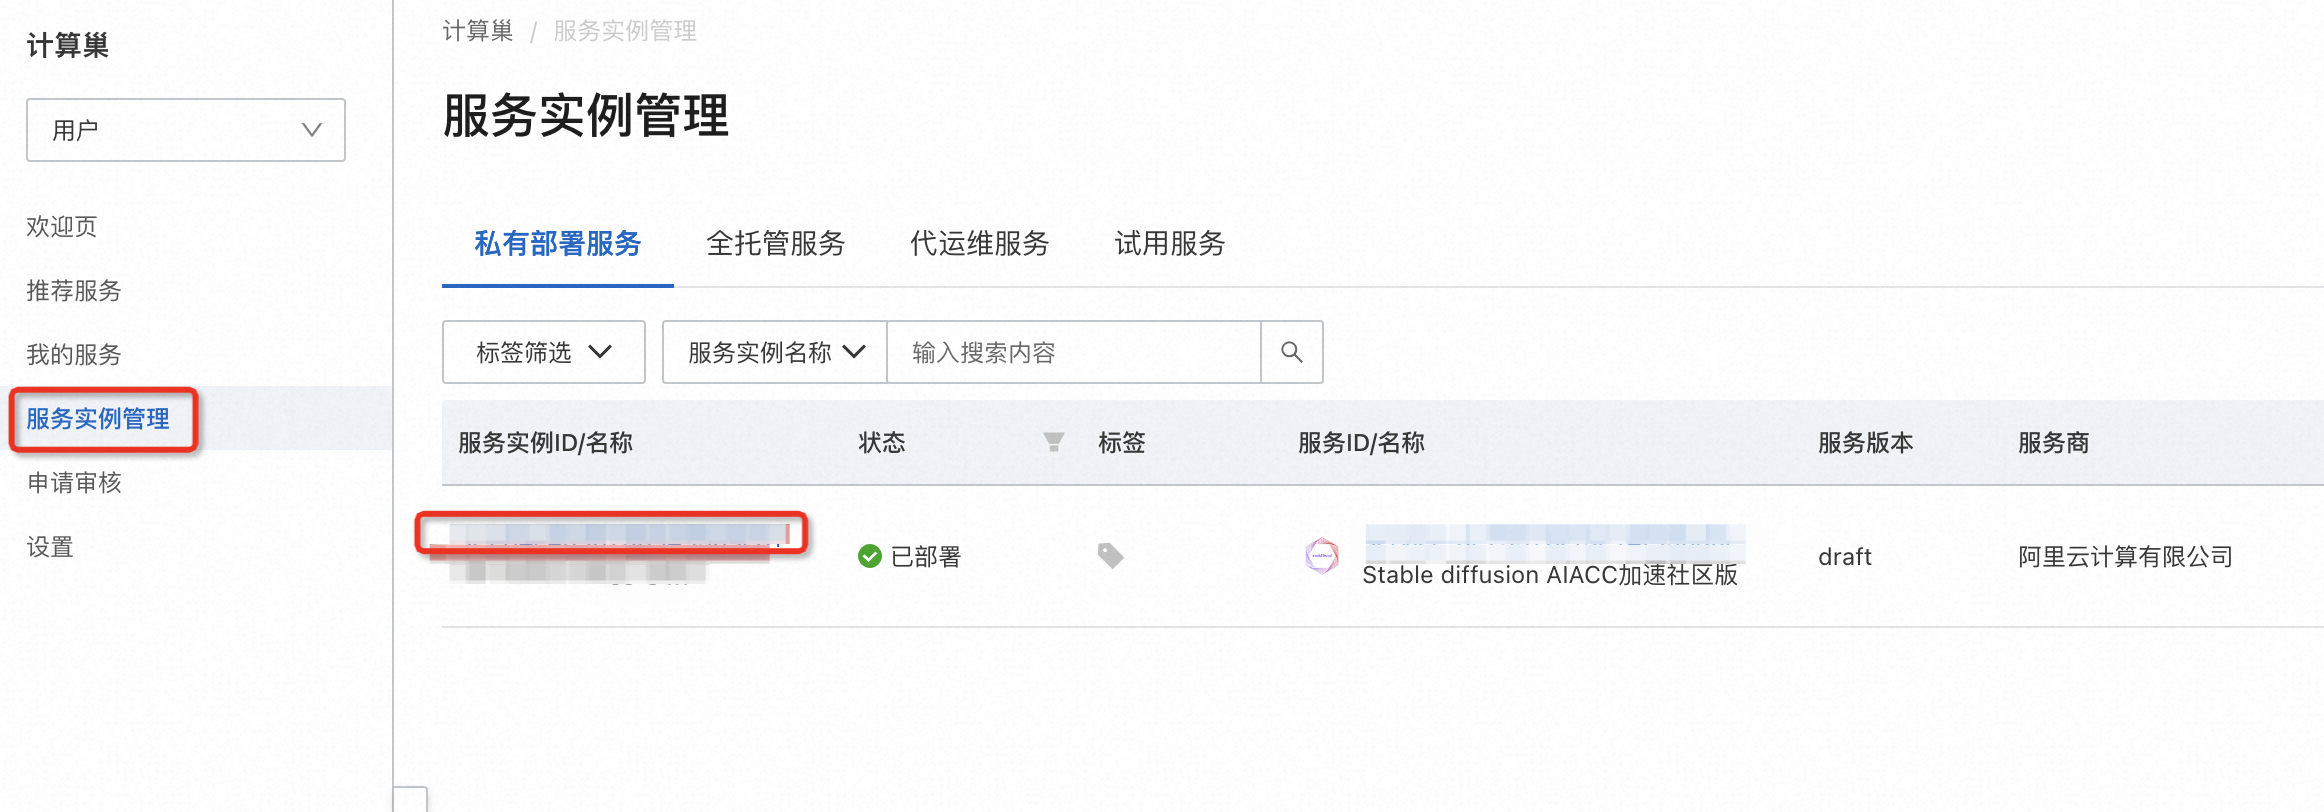 计算巢
用户
欢迎页
推荐服务
我的服务
服务实例管理
申请审核
设置
计算巢 / 服务实例管理
服务实例管理
私有部署服务 全托管服务 代运维服务 试用服务
标签筛选 服务实例名称 输入搜索内容
服务实例ID/名称 状态 标签 服务ID/名称 服务版本 服务商
已部署 draft 阿里云计算有限公司
Stable diffusion AIACC加速社区版